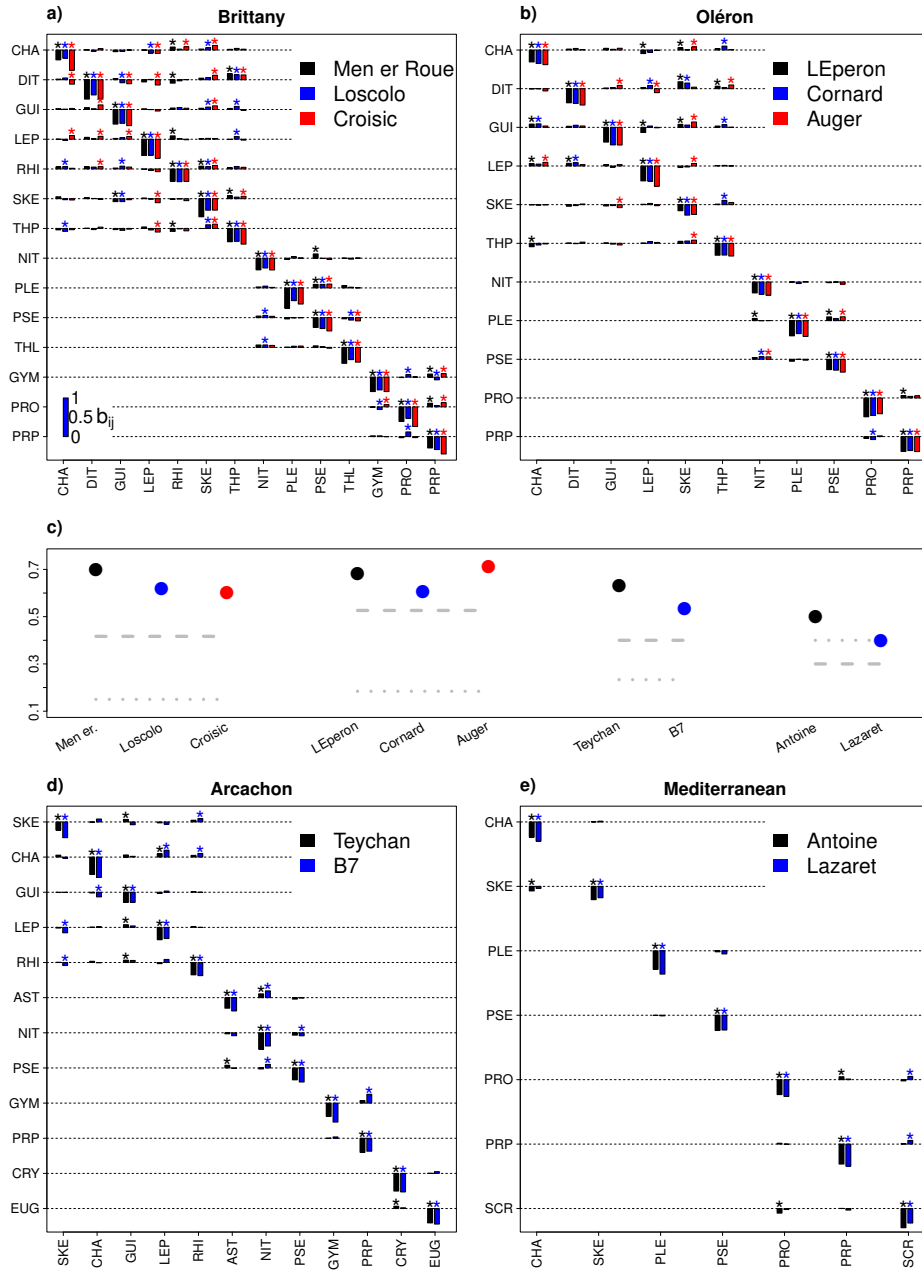 a) Brittany
Men er Roue
Loscolo
Croisic
CHA
DIT
GUI
LEP
RHI
SKE
THP
NIT
PLE
PSE
THL
GYM
PRO
PRP
1
0.5 bij
0
CHA DIT GUI LEP RHI SKE THP NIT PLE PSE THL GYM PRO PRP
b) Oléron
LEperon
Cornard
Auger
CHA
DIT
GUI
LEP
SKE
THP
NIT
PLE
PSE
PRO
PRP
CHA DIT GUI LEP SKE THP NIT PLE PSE PRO PRP
c)
0.7
0.5
0.3
0.1
Men er. Loscolo Croisic LEperon Cornard Auger Teychan B7 Antoine Lazaret
d) Arcachon
Teychan
B7
SKE
CHA
GUI
LEP
RHI
AST
NIT
PSE
GYM
PRP
CRY
EUG
SKE CHA GUI LEP RHI AST NIT PSE GYM PRP CRY EUG
e) Mediterranean
Antoine
Lazaret
CHA
SKE
PLE
PSE
PRO
PRP
SCR
CHA SKE PLE PSE PRO PRP SCR